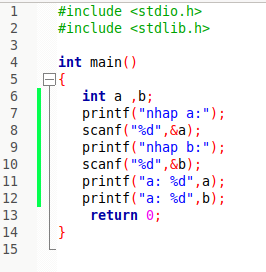 1 #include <stdio.h>
2 #include <stdlib.h>
3
4 int main()
5 {
6 int a ,b;
7 printf("nhap a:");
8 scanf("%d",&a);
9 printf("nhap b:");
10 scanf("%d",&b);
11 printf("a: %d",a);
12 printf("a: %d",b);
13 return 0;
14 }
15